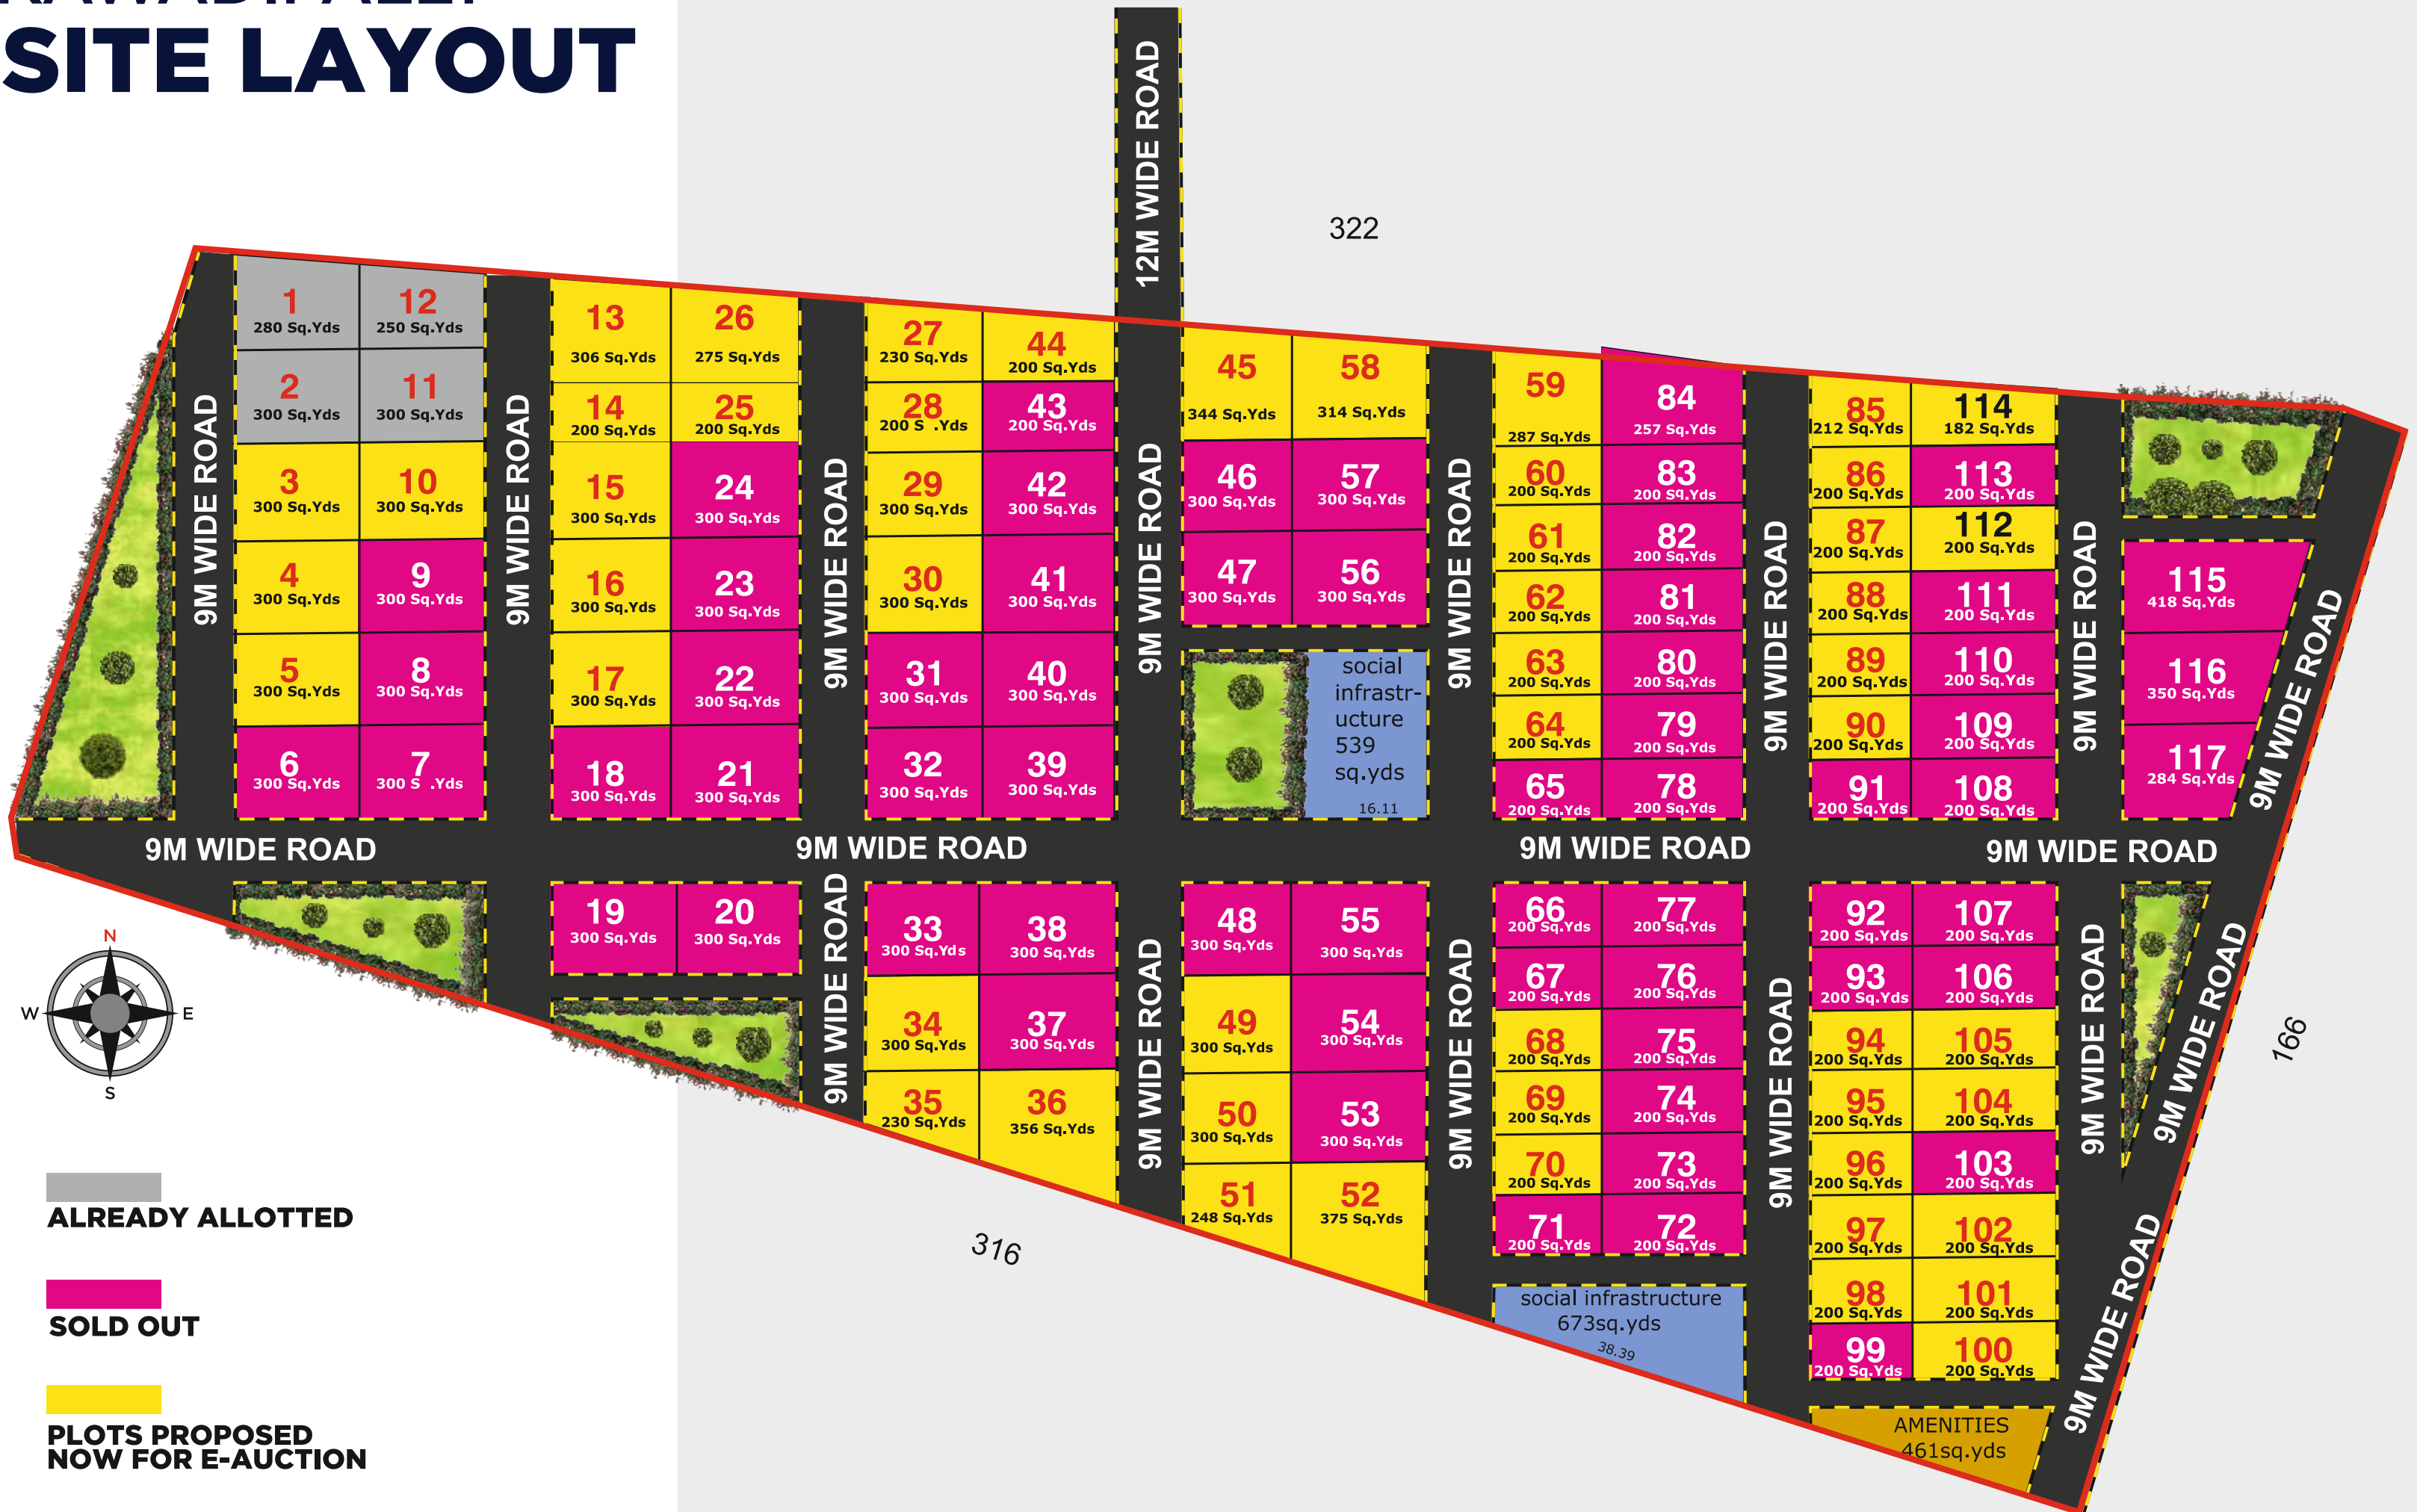 SITE LAYOUT
12M WIDE ROAD
322
1
280 Sq.Yds
12
250 Sq.Yds
2
300 Sq.Yds
11
300 Sq.Yds
3
300 Sq.Yds
10
300 Sq.Yds
4
300 Sq.Yds
9
300 Sq.Yds
5
300 Sq.Yds
8
300 Sq.Yds
6
300 Sq.Yds
7
300 S .Yds
9M WIDE ROAD
9M WIDE ROAD
13
306 Sq.Yds
26
275 Sq.Yds
14
200 Sq.Yds
25
200 Sq.Yds
15
300 Sq.Yds
24
300 Sq.Yds
16
300 Sq.Yds
23
300 Sq.Yds
17
300 Sq.Yds
22
300 Sq.Yds
18
300 Sq.Yds
21
300 Sq.Yds
9M WIDE ROAD
27
230 Sq.Yds
44
200 Sq.Yds
28
200 S .Yds
43
200 Sq.Yds
29
300 Sq.Yds
42
300 Sq.Yds
30
300 Sq.Yds
41
300 Sq.Yds
31
300 Sq.Yds
40
300 Sq.Yds
32
300 Sq.Yds
39
300 Sq.Yds
9M WIDE ROAD
45
344 Sq.Yds
58
314 Sq.Yds
46
300 Sq.Yds
57
300 Sq.Yds
47
300 Sq.Yds
56
300 Sq.Yds
social
infrastr-
ucture
539
sq.yds
16.11
9M WIDE ROAD
59
287 Sq.Yds
84
257 Sq.Yds
60
200 Sq.Yds
83
200 Sq.Yds
61
200 Sq.Yds
82
200 Sq.Yds
62
200 Sq.Yds
81
200 Sq.Yds
63
200 Sq.Yds
80
200 Sq.Yds
64
200 Sq.Yds
79
200 Sq.Yds
65
200 Sq.Yds
78
200 Sq.Yds
9M WIDE ROAD
85
212 Sq.Yds
114
182 Sq.Yds
86
200 Sq.Yds
113
200 Sq.Yds
87
200 Sq.Yds
112
200 Sq.Yds
88
200 Sq.Yds
111
200 Sq.Yds
89
200 Sq.Yds
110
200 Sq.Yds
90
200 Sq.Yds
109
200 Sq.Yds
91
200 Sq.Yds
108
200 Sq.Yds
9M WIDE ROAD
115
418 Sq.Yds
116
350 Sq.Yds
117
284 Sq.Yds
9M WIDE ROAD
9M WIDE ROAD
9M WIDE ROAD
9M WIDE ROAD
9M WIDE ROAD
19
300 Sq.Yds
20
300 Sq.Yds
9M WIDE ROAD
33
300 Sq.Yds
38
300 Sq.Yds
34
300 Sq.Yds
37
300 Sq.Yds
35
230 Sq.Yds
36
356 Sq.Yds
9M WIDE ROAD
48
300 Sq.Yds
55
300 Sq.Yds
49
300 Sq.Yds
54
300 Sq.Yds
50
300 Sq.Yds
53
300 Sq.Yds
51
248 Sq.Yds
52
375 Sq.Yds
9M WIDE ROAD
66
200 Sq.Yds
77
200 Sq.Yds
67
200 Sq.Yds
76
200 Sq.Yds
68
200 Sq.Yds
75
200 Sq.Yds
69
200 Sq.Yds
74
200 Sq.Yds
70
200 Sq.Yds
73
200 Sq.Yds
71
200 Sq.Yds
72
200 Sq.Yds
social infrastructure
673sq.yds
38.39
9M WIDE ROAD
92
200 Sq.Yds
107
200 Sq.Yds
93
200 Sq.Yds
106
200 Sq.Yds
94
200 Sq.Yds
105
200 Sq.Yds
95
200 Sq.Yds
104
200 Sq.Yds
96
200 Sq.Yds
103
200 Sq.Yds
97
200 Sq.Yds
102
200 Sq.Yds
98
200 Sq.Yds
101
200 Sq.Yds
99
200 Sq.Yds
100
200 Sq.Yds
AMENITIES
461sq.yds
9M WIDE ROAD
9M WIDE ROAD
9M WIDE ROAD
166
316
N
W
E
S
ALREADY ALLOTTED
SOLD OUT
PLOTS PROPOSED
NOW FOR E-AUCTION